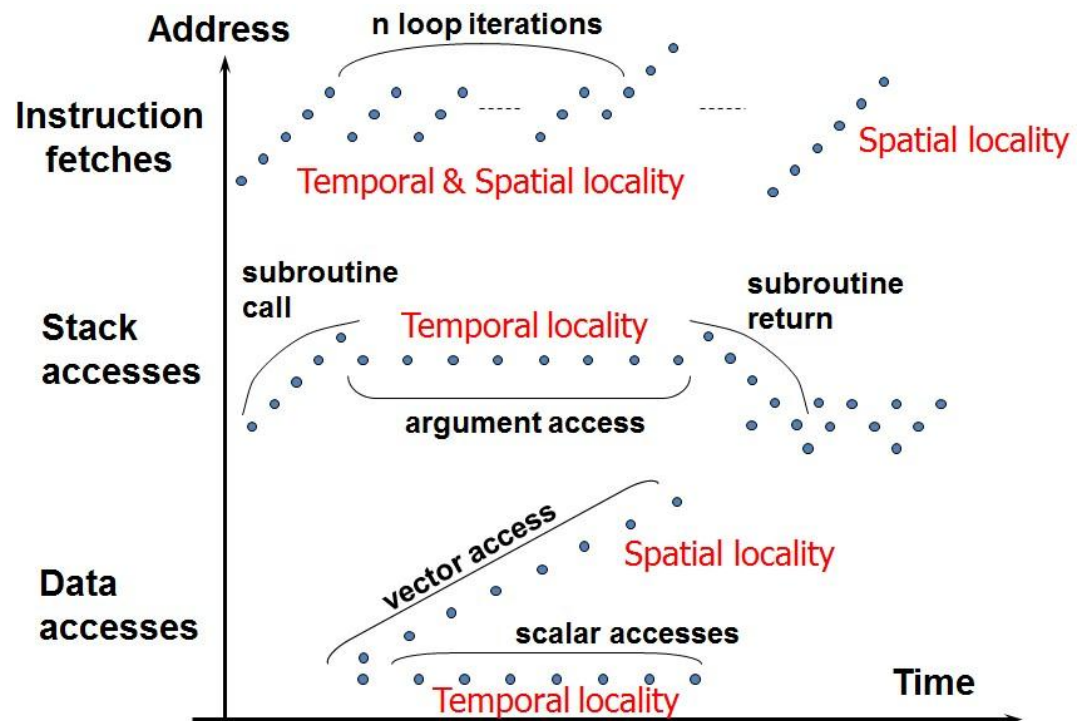 Address
n loop iterations
Instruction
fetches
Temporal & Spatial locality
Spatial locality
subroutine
call
subroutine
return
Stack
accesses
Temporal locality
argument access
vector access
Spatial locality
Data
accesses
scalar accesses
Temporal locality
Time